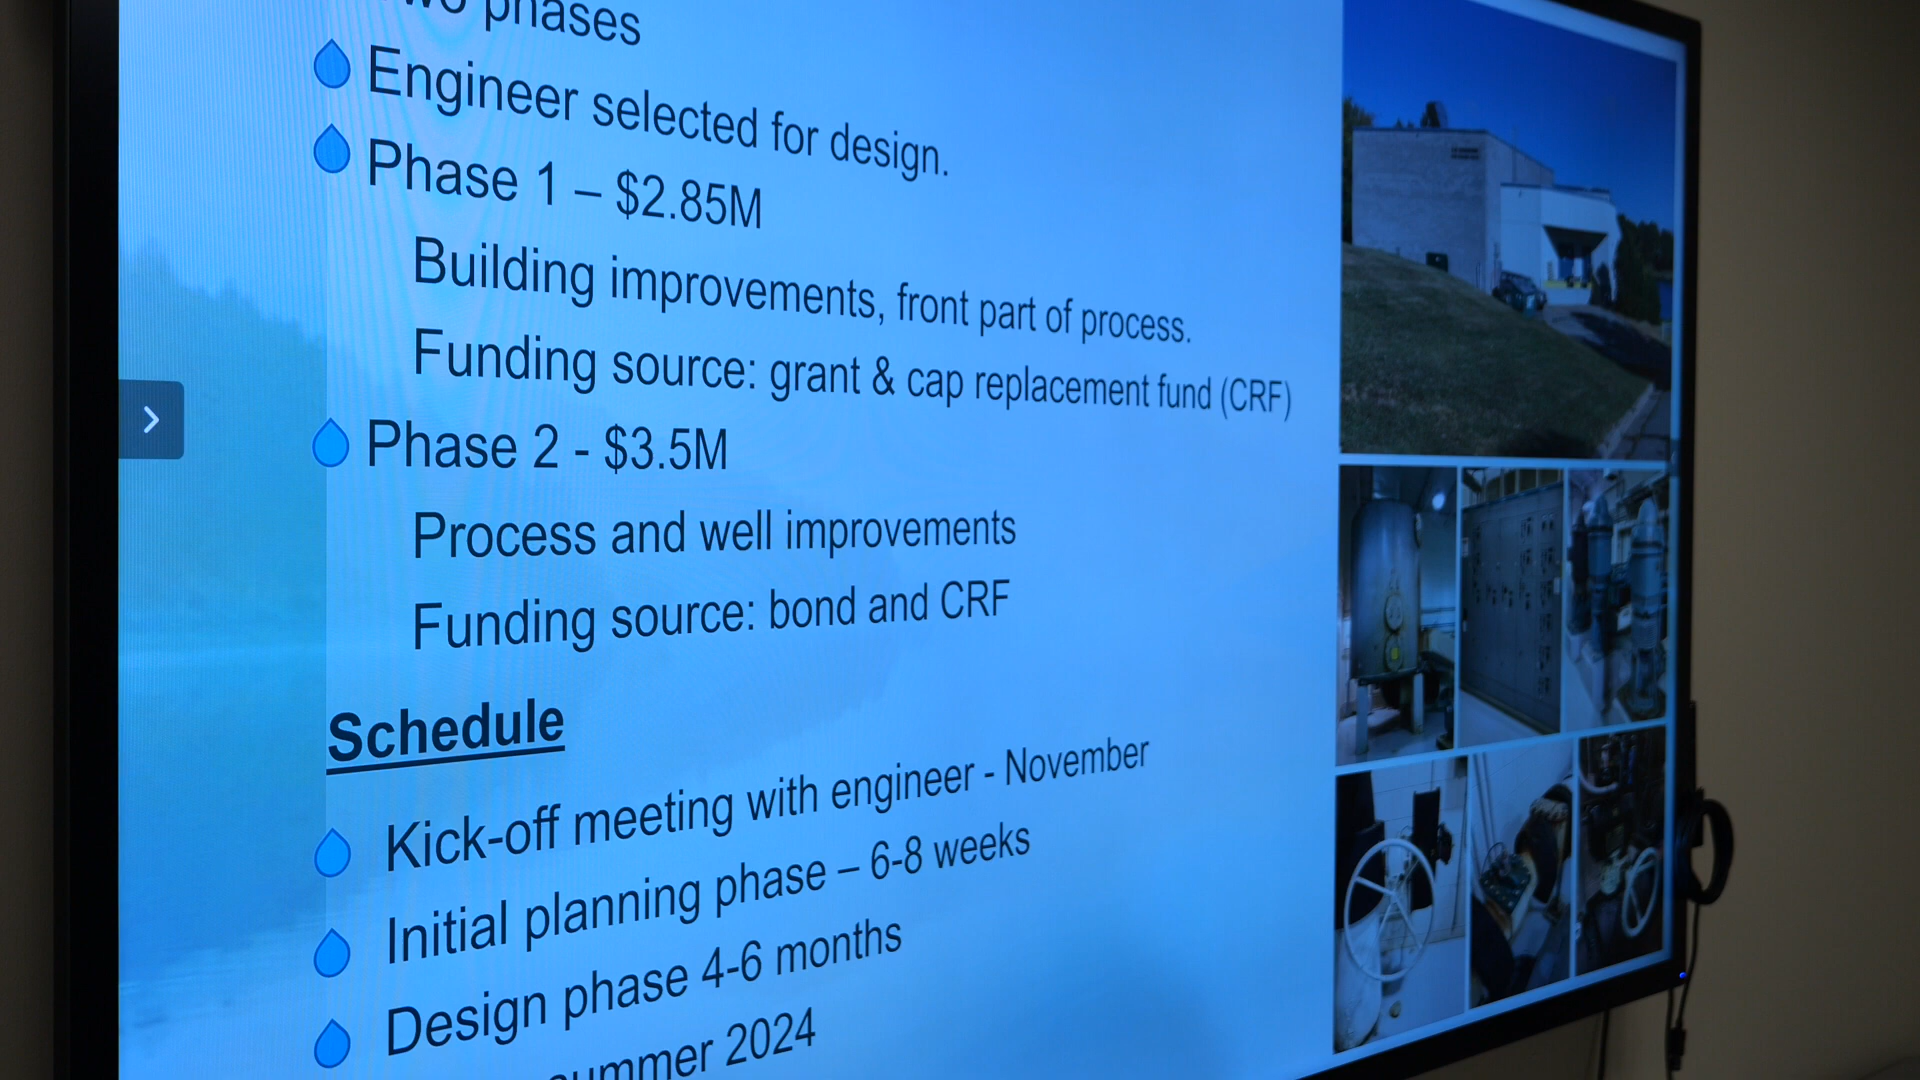 Two phases
Engineer selected for design.
Phase 1 – $2.85M
Building improvements, front part of process.
Funding source: grant & cap replacement fund (CRF)
Phase 2 - $3.5M
Process and well improvements
Funding source: bond and CRF
Schedule
Kick-off meeting with engineer - November
Initial planning phase – 6-8 weeks
Design phase 4-6 months
summer 2024